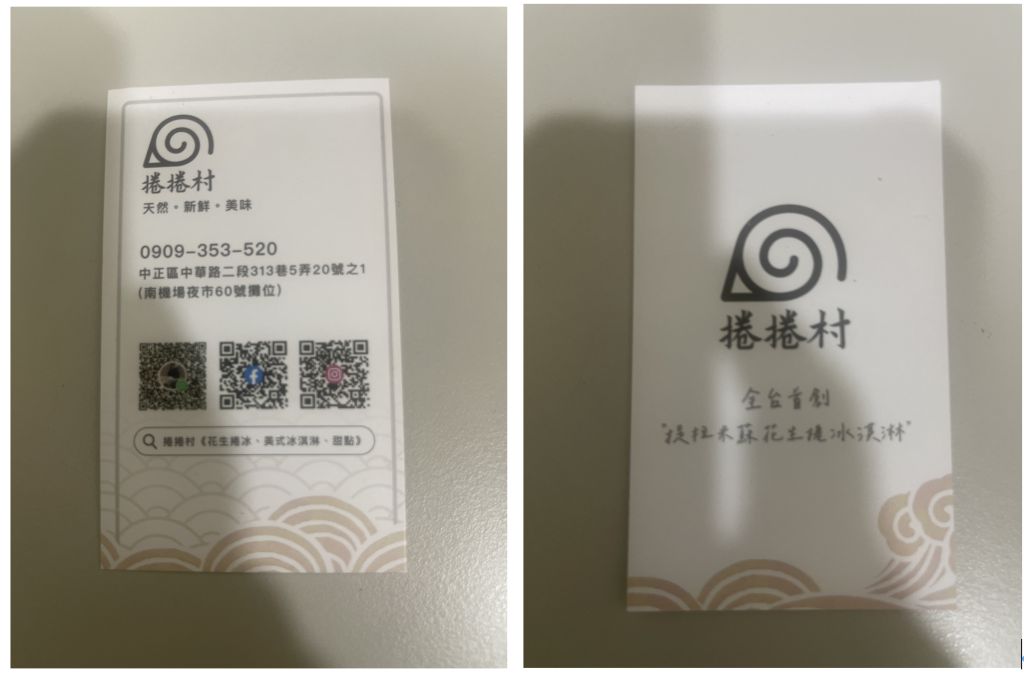 捲捲村
天然。新鮮。美味
0909-353-520
中正區中華路二段313巷5弄20號之1
(南機場夜市60號攤位)
捲捲村《花生捲冰、美式冰淇淋、甜點》
捲捲村
全台首創
"提拉米蘇花生捲冰淇淋"